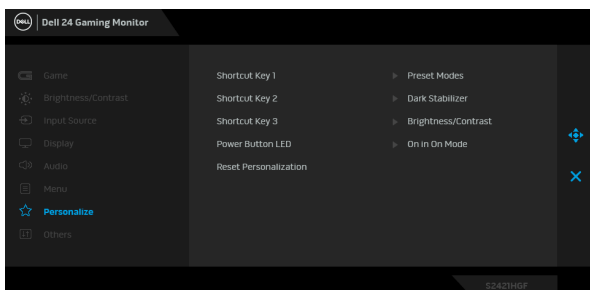 DELL Dell 24 Gaming Monitor
Game
Brightness/Contrast
Input Source
Display
Audio
Menu
Personalize
Others
Shortcut Key 1 Preset Modes
Shortcut Key 2 Dark Stabilizer
Shortcut Key 3 Brightness/Contrast
Power Button LED On in On Mode
Reset Personalization
S2421HGF